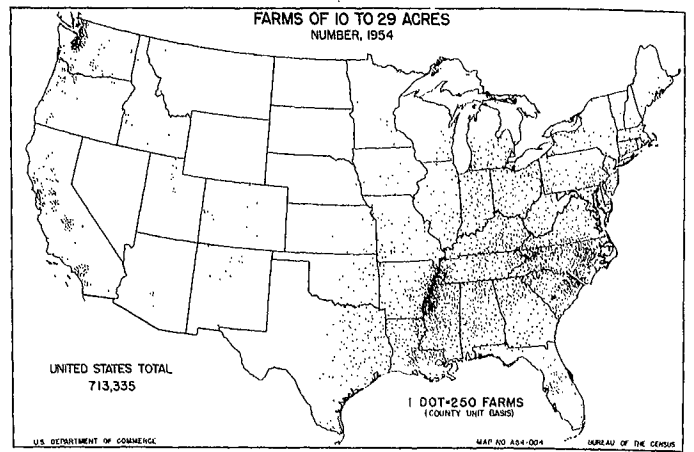 FARMS OF 10 TO 29 ACRES
NUMBER, 1954
UNITED STATES TOTAL
713,335
1 DOT=250 FARMS
(COUNTY UNIT BASIS)
U.S. DEPARTMENT OF COMMERCE
MAP NO. A54-004
BUREAU OF THE CENSUS